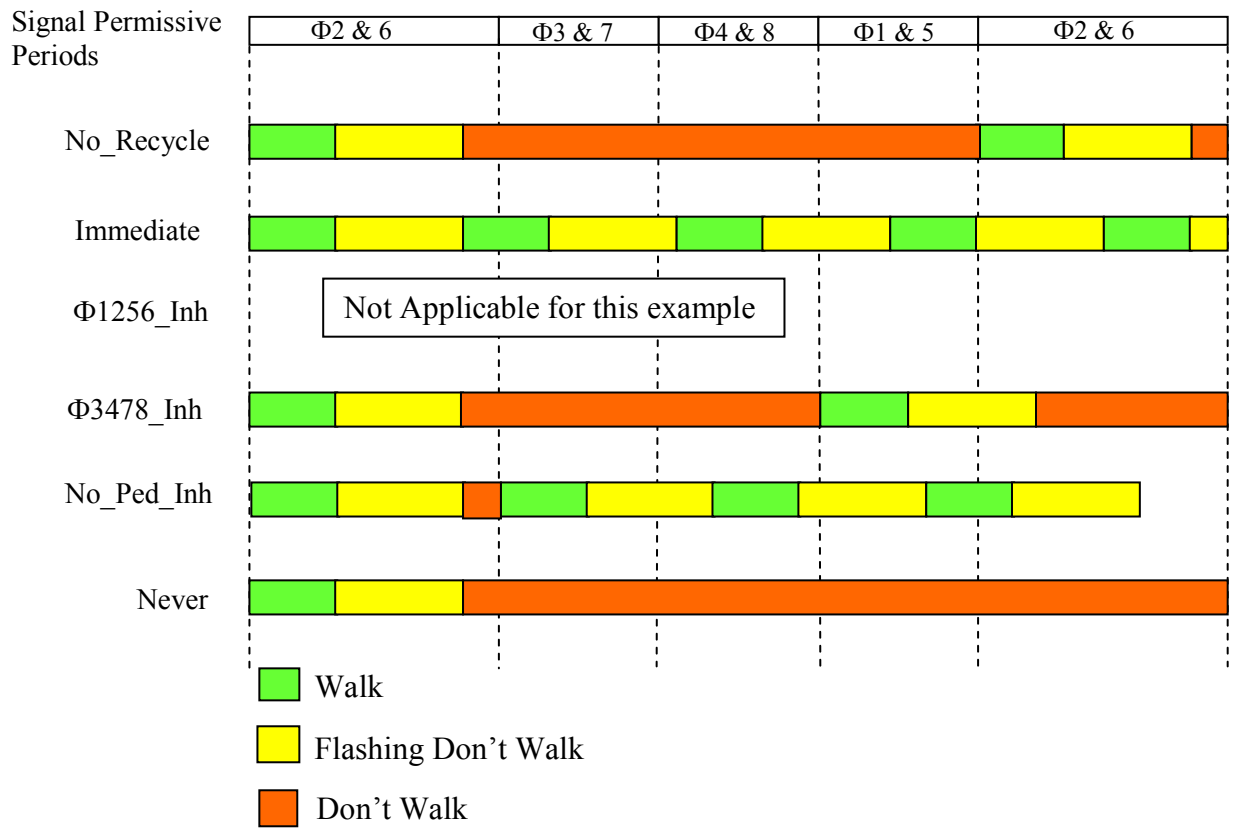 Signal Permissive
Periods
Φ2 & 6
Φ3 & 7
Φ4 & 8
Φ1 & 5
Φ2 & 6
No_Recycle
Immediate
Φ1256_Inh
Not Applicable for this example
Φ3478_Inh
No_Ped_Inh
Never
Walk
Flashing Don’t Walk
Don’t Walk